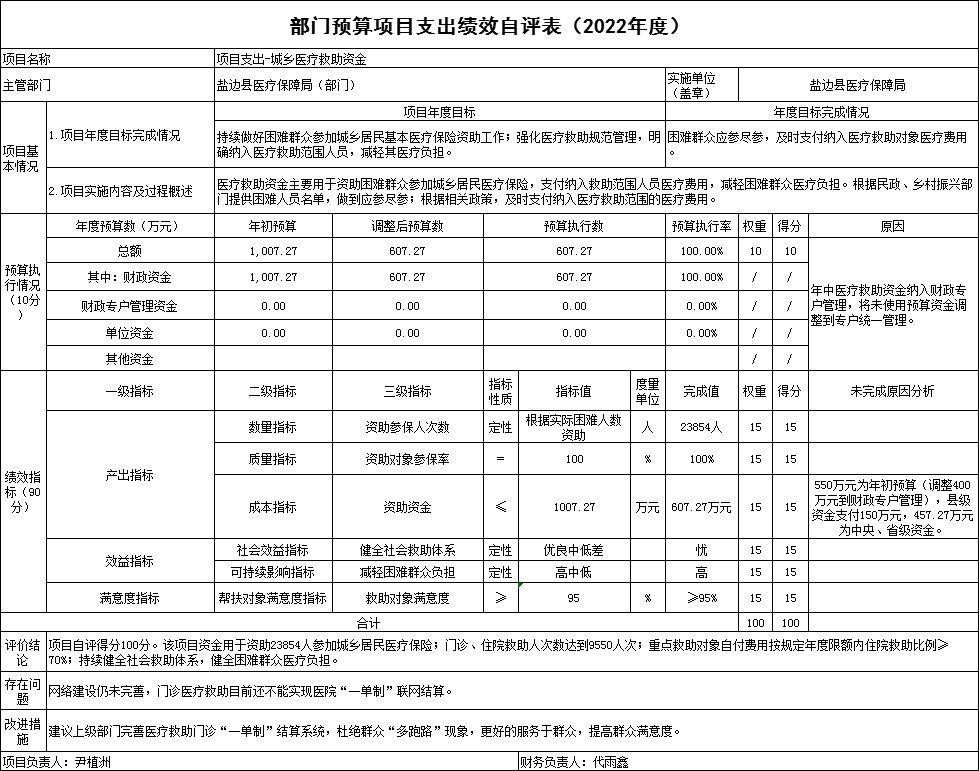 部门预算项目支出绩效自评表（2022年度）
项目名称 项目支出-城乡医疗救助资金
主管部门 盐边县医疗保障局（部门） 实施单位（盖章） 盐边县医疗保障局
项目基本情况
项目年度目标 年度目标完成情况
1.项目年度目标完成情况
持续做好困难群众参加城乡居民基本医疗保险资助工作；强化医疗救助规范管理，明
确纳入医疗救助范围人员，减轻其医疗负担。
困难群众应参尽参，及时支付纳入医疗救助对象医疗费用
。
2.项目实施内容及过程概述
医疗救助资金主要用于资助困难群众参加城乡居民医疗保险，支付纳入救助范围人员医疗费用，减轻困难群众医疗负担。根据民政、乡村振兴部
门提供困难人员名单，做到应参尽参；根据相关政策，及时支付纳入医疗救助范围的医疗费用。
预算执行情况（10分）
年度预算数（万元） 年初预算 调整后预算数 预算执行数 预算执行率 权重 得分 原因
总额 1,007.27 607.27 607.27 100.00% 10 10
其中：财政资金 1,007.27 607.27 607.27 100.00% / /
财政专户管理资金 0.00 0.00 0.00 0.00% / /
单位资金 0.00 0.00 0.00 0.00% / /
其他资金 / /
年中医疗救助资金纳入财政专
户管理，将未使用预算资金调
整到专户统一管理。
绩效指标（90分）
一级指标 二级指标 三级指标 指标性质 指标值 度量单位 完成值 权重 得分 未完成原因分析
产出指标
数量指标 资助参保人次数 定性 根据实际困难人数资助 人 23854人 15 15
质量指标 资助对象参保率 ＝ 100 % 100% 15 15
成本指标 资助资金 ≤ 1007.27 万元 607.27万元 15 15
550万元为年初预算（调整400
万元到财政专户管理），县级
资金支付150万元，457.27万元
为中央、省级资金。
效益指标
社会效益指标 健全社会救助体系 定性 优良中低差 忧 15 15
可持续影响指标 减轻困难群众负担 定性 高中低 高 15 15
满意度指标 帮扶对象满意度指标 救助对象满意度 ≥ 95 % ≥95% 15 15
合计 100 100
评价结论
项目自评得分100分。该项目资金用于资助23854人参加城乡居民医疗保险；门诊、住院救助人次数达到9550人次；重点救助对象自付费用按规定年度限额内住院救助比例≥
70%；持续健全社会救助体系，健全困难群众医疗负担。
存在问题
网络建设仍未完善，门诊医疗救助目前还不能实现医院“一单制”联网结算。
改进措施
建议上级部门完善医疗救助门诊“一单制”结算系统，杜绝群众“多跑路”现象，更好的服务于群众，提高群众满意度。
项目负责人：尹植洲 财务负责人：代雨鑫